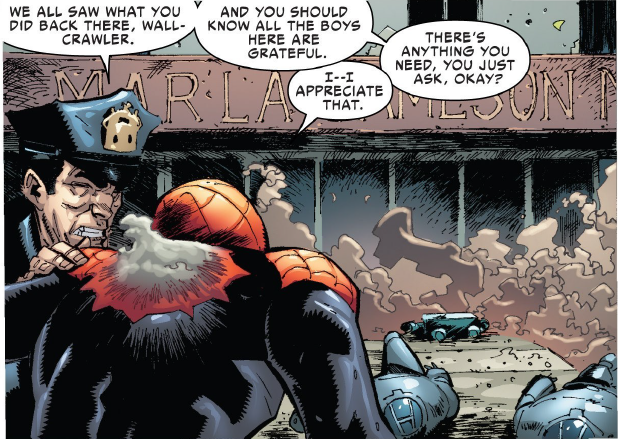 WE ALL SAW WHAT YOU
DID BACK THERE, WALL-
CRAWLER.
AND YOU SHOULD
KNOW ALL THE BOYS
HERE ARE
GRATEFUL.
THERE'S
ANYTHING YOU
NEED, YOU JUST
ASK, OKAY?
I--I
APPRECIATE
THAT.
MARLA JAMESON M